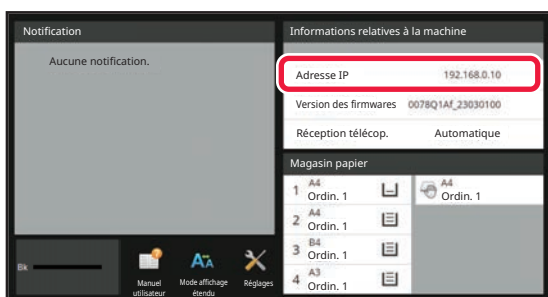 Notification
Aucune notification.
Informations relatives à la machine
Adresse IP 192.168.0.10
Version des firmwares 0078Q1Af_23030100
Réception télécop. Automatique
Magasin papier
1 A4
Ordin. 1
A4
Ordin. 1
2 A4
Ordin. 1
3 B4
Ordin. 1
4 A3
Ordin. 1
Bk
Manuel
utilisateur
Mode affichage
étendu
Réglages